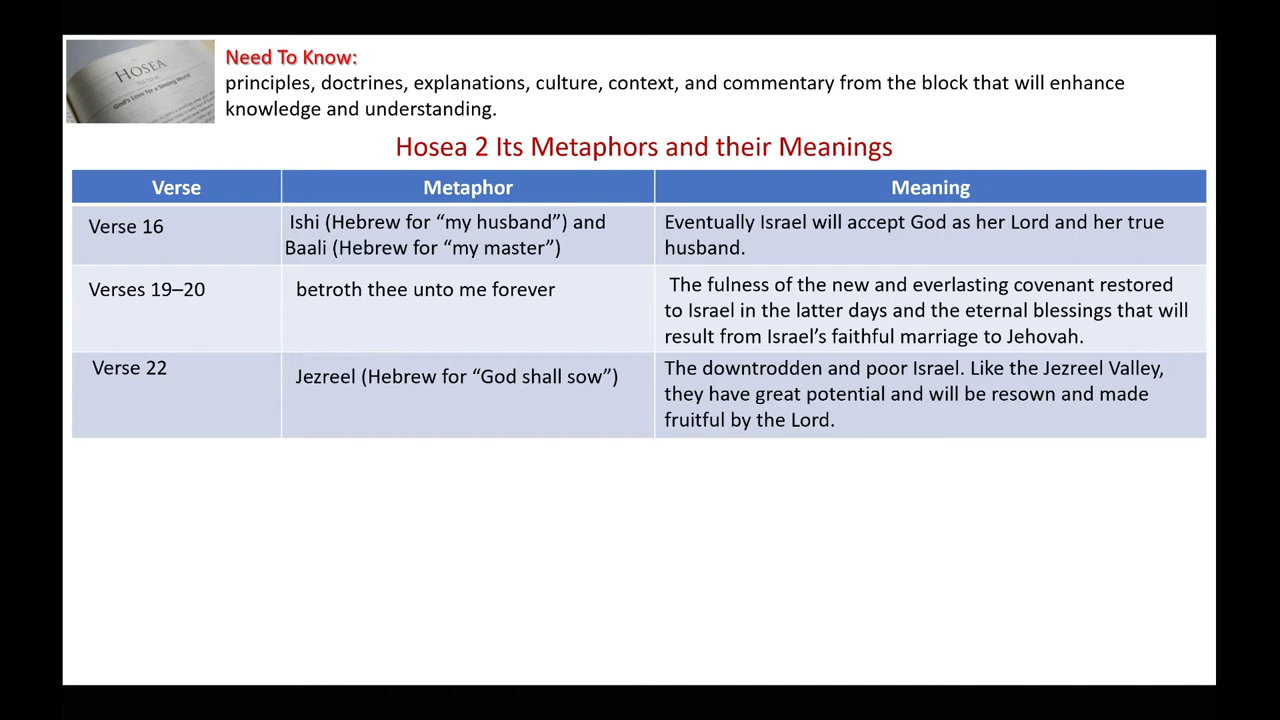 HOSEA
God's Love for a Sinning World
Need To Know:
principles, doctrines, explanations, culture, context, and commentary from the block that will enhance
knowledge and understanding.
Hosea 2 Its Metaphors and their Meanings
Verse Metaphor Meaning
Verse 16
Ishi (Hebrew for “my husband”) and
Baali (Hebrew for “my master”)
Eventually Israel will accept God as her Lord and her true
husband.
Verses 19–20
betroth thee unto me forever
The fulness of the new and everlasting covenant restored
to Israel in the latter days and the eternal blessings that will
result from Israel’s faithful marriage to Jehovah.
Verse 22
Jezreel (Hebrew for “God shall sow”)
The downtrodden and poor Israel. Like the Jezreel Valley,
they have great potential and will be resown and made
fruitful by the Lord.